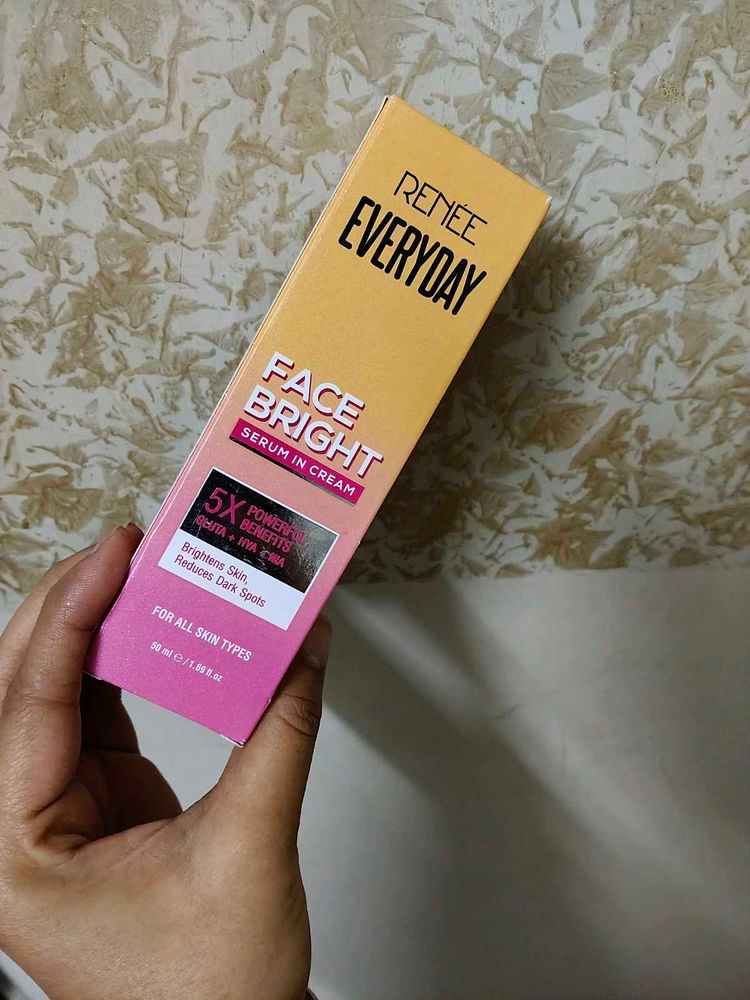 RENÉE
EVERYDAY
FACE
BRIGHT
SERUM IN CREAM
5X
POWERFUL
BENEFITS
GLUTA + HYA +
Brightens Skin,
Reduces Dark Spots
FOR ALL SKIN TYPES
50 ml ℮/1.69 fl.oz